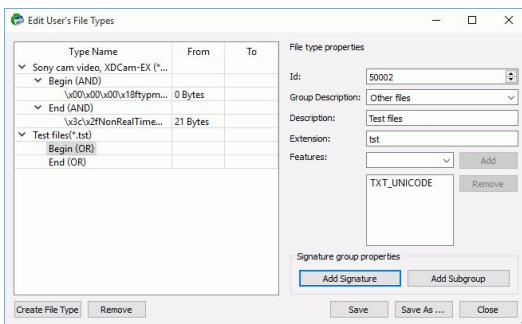 Edit User's File Types
Type Name From To
Sony cam video, XDCam-EX (*...
Begin (AND)
\x00\x00\x00\x18ftypm... 0 Bytes
End (AND)
\x3c\x2fNonRealTime... 21 Bytes
Test files(*.tst)
Begin (OR)
End (OR)
Create File Type Remove
File type properties
Id: 50002
Group Description: Other files
Description: Test files
Extension: tst
Features: Add
TXT_UNICODE Remove
Signature group properties
Add Signature Add Subgroup
Save Save As ... Close